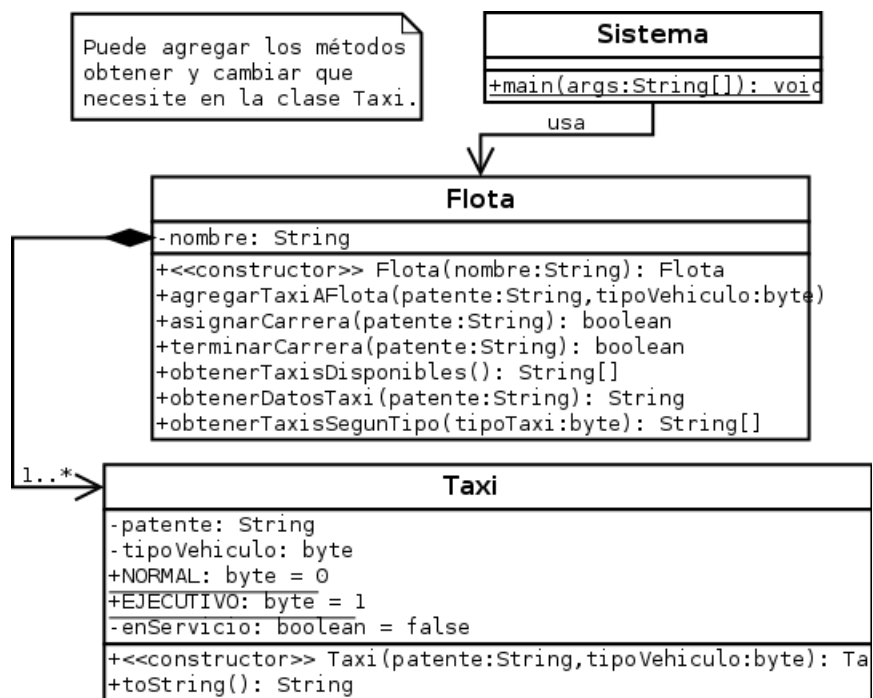 Puede agregar los métodos
obtener y cambiar que
necesite en la clase Taxi.
Sistema
+main(args:String[]): void
usa
Flota
-nombre: String
+<<constructor>> Flota(nombre:String): Flota
+agregarTaxiAFlota(patente:String,tipoVehiculo:byte)
+asignarCarrera(patente:String): boolean
+terminarCarrera(patente:String): boolean
+obtenerTaxisDisponibles(): String[]
+obtenerDatosTaxi(patente:String): String
+obtenerTaxisSegunTipo(tipoTaxi:byte): String[]
1..*
Taxi
-patente: String
-tipoVehiculo: byte
+NORMAL: byte = 0
+EJECUTIVO: byte = 1
-enServicio: boolean = false
+<<constructor>> Taxi(patente:String,tipoVehiculo:byte): Ta
+toString(): String